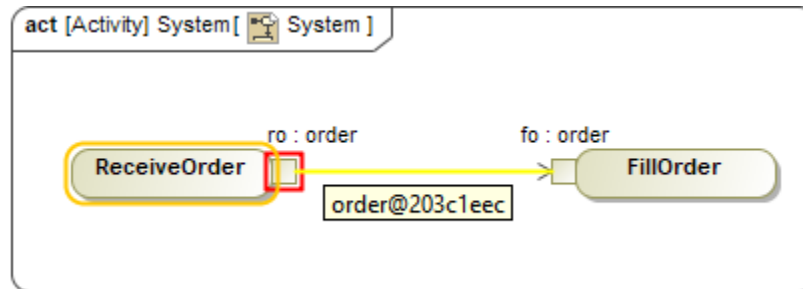 act [Activity] System [ System ]
ro : order
fo : order
ReceiveOrder
FillOrder
order@203c1eec